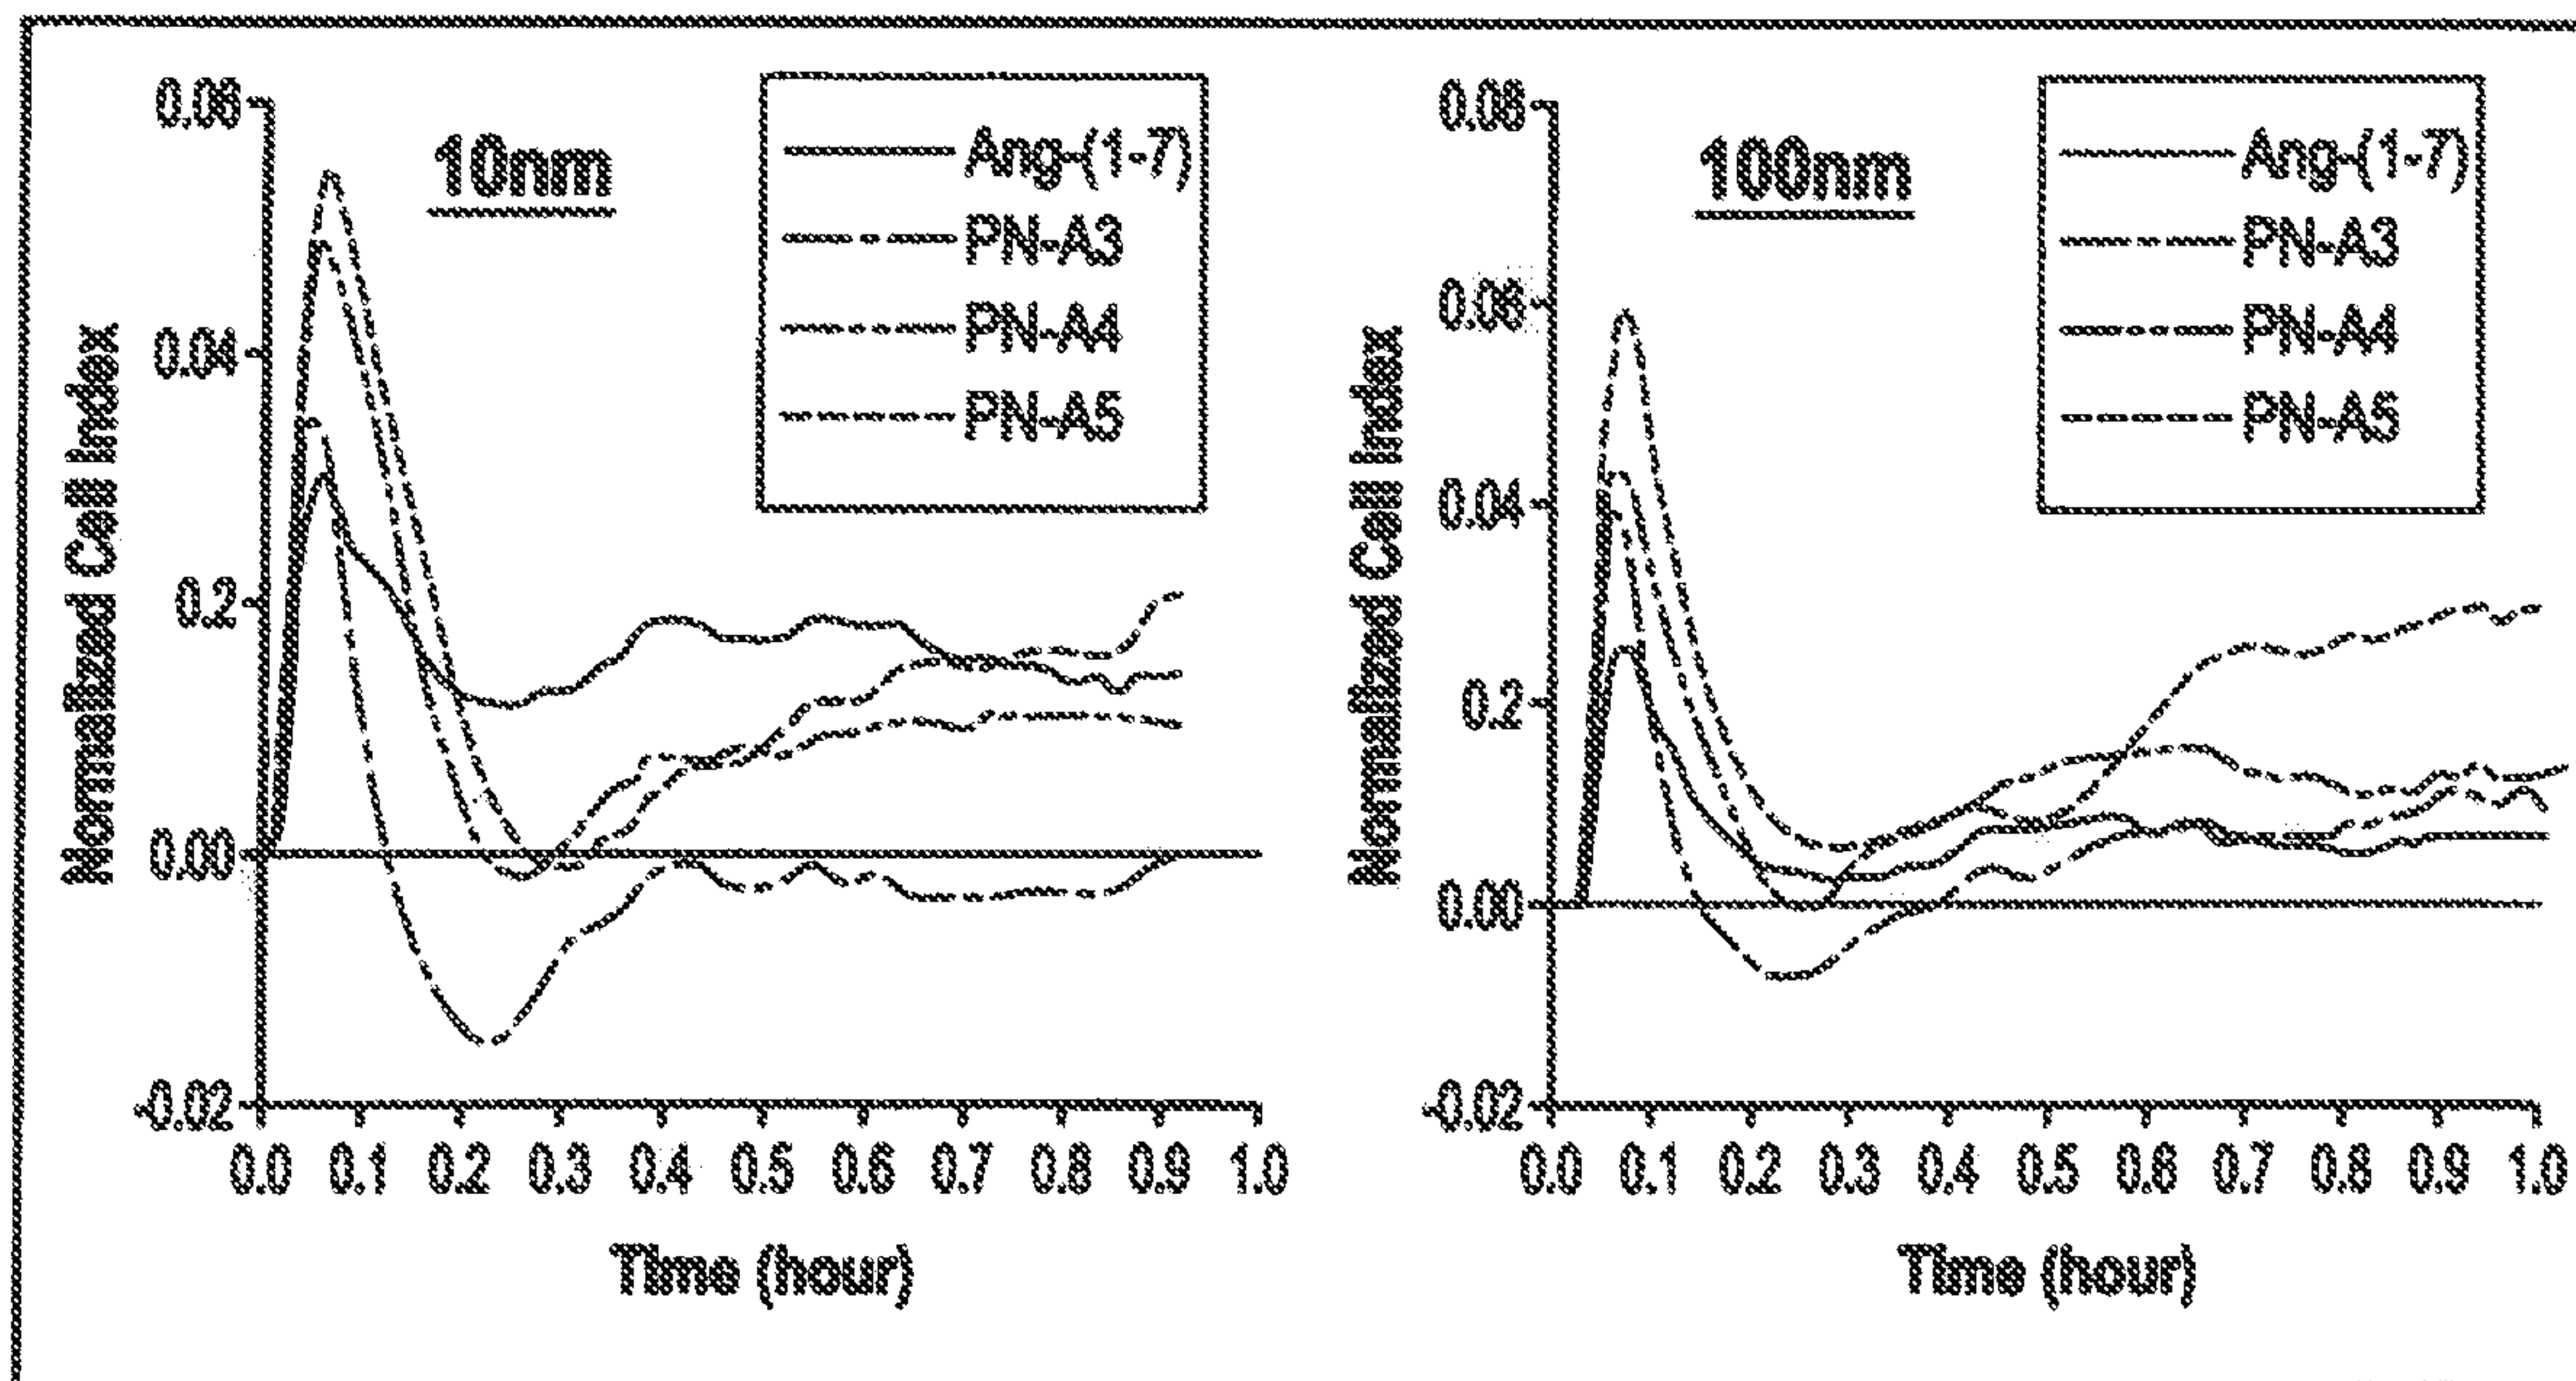 10nm
Ang-(1-7)
PN-A3
PN-A4
PN-A5
Normalized Cell Index
0.06
0.04
0.2
0.00
-0.02
0.0 0.1 0.2 0.3 0.4 0.5 0.6 0.7 0.8 0.9 1.0
Time (hour)
100nm
Ang-(1-7)
PN-A3
PN-A4
PN-A5
Normalized Cell Index
0.08
0.06
0.04
0.2
0.00
-0.02
0.0 0.1 0.2 0.3 0.4 0.5 0.6 0.7 0.8 0.9 1.0
Time (hour)